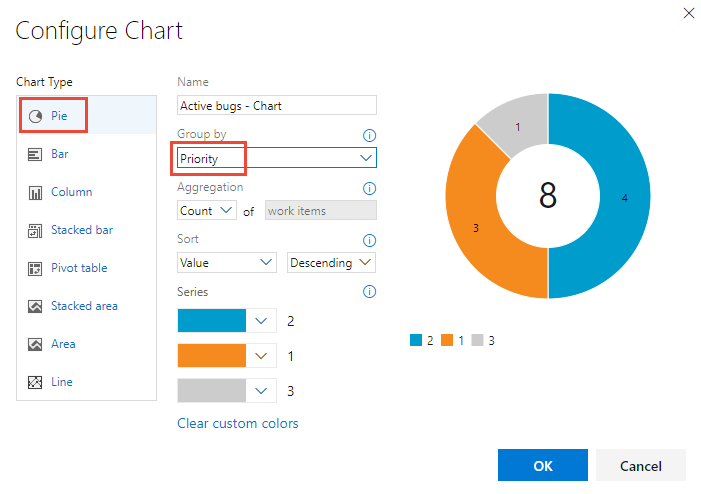 Configure Chart
Chart Type
Pie
Bar
Column
Stacked bar
Pivot table
Stacked area
Area
Line
Name
Active bugs - Chart
Group by
Priority
Aggregation
Count of work items
Sort
Value Descending
Series
2
1
3
Clear custom colors
1
3
4
8
2 1 3
OK Cancel